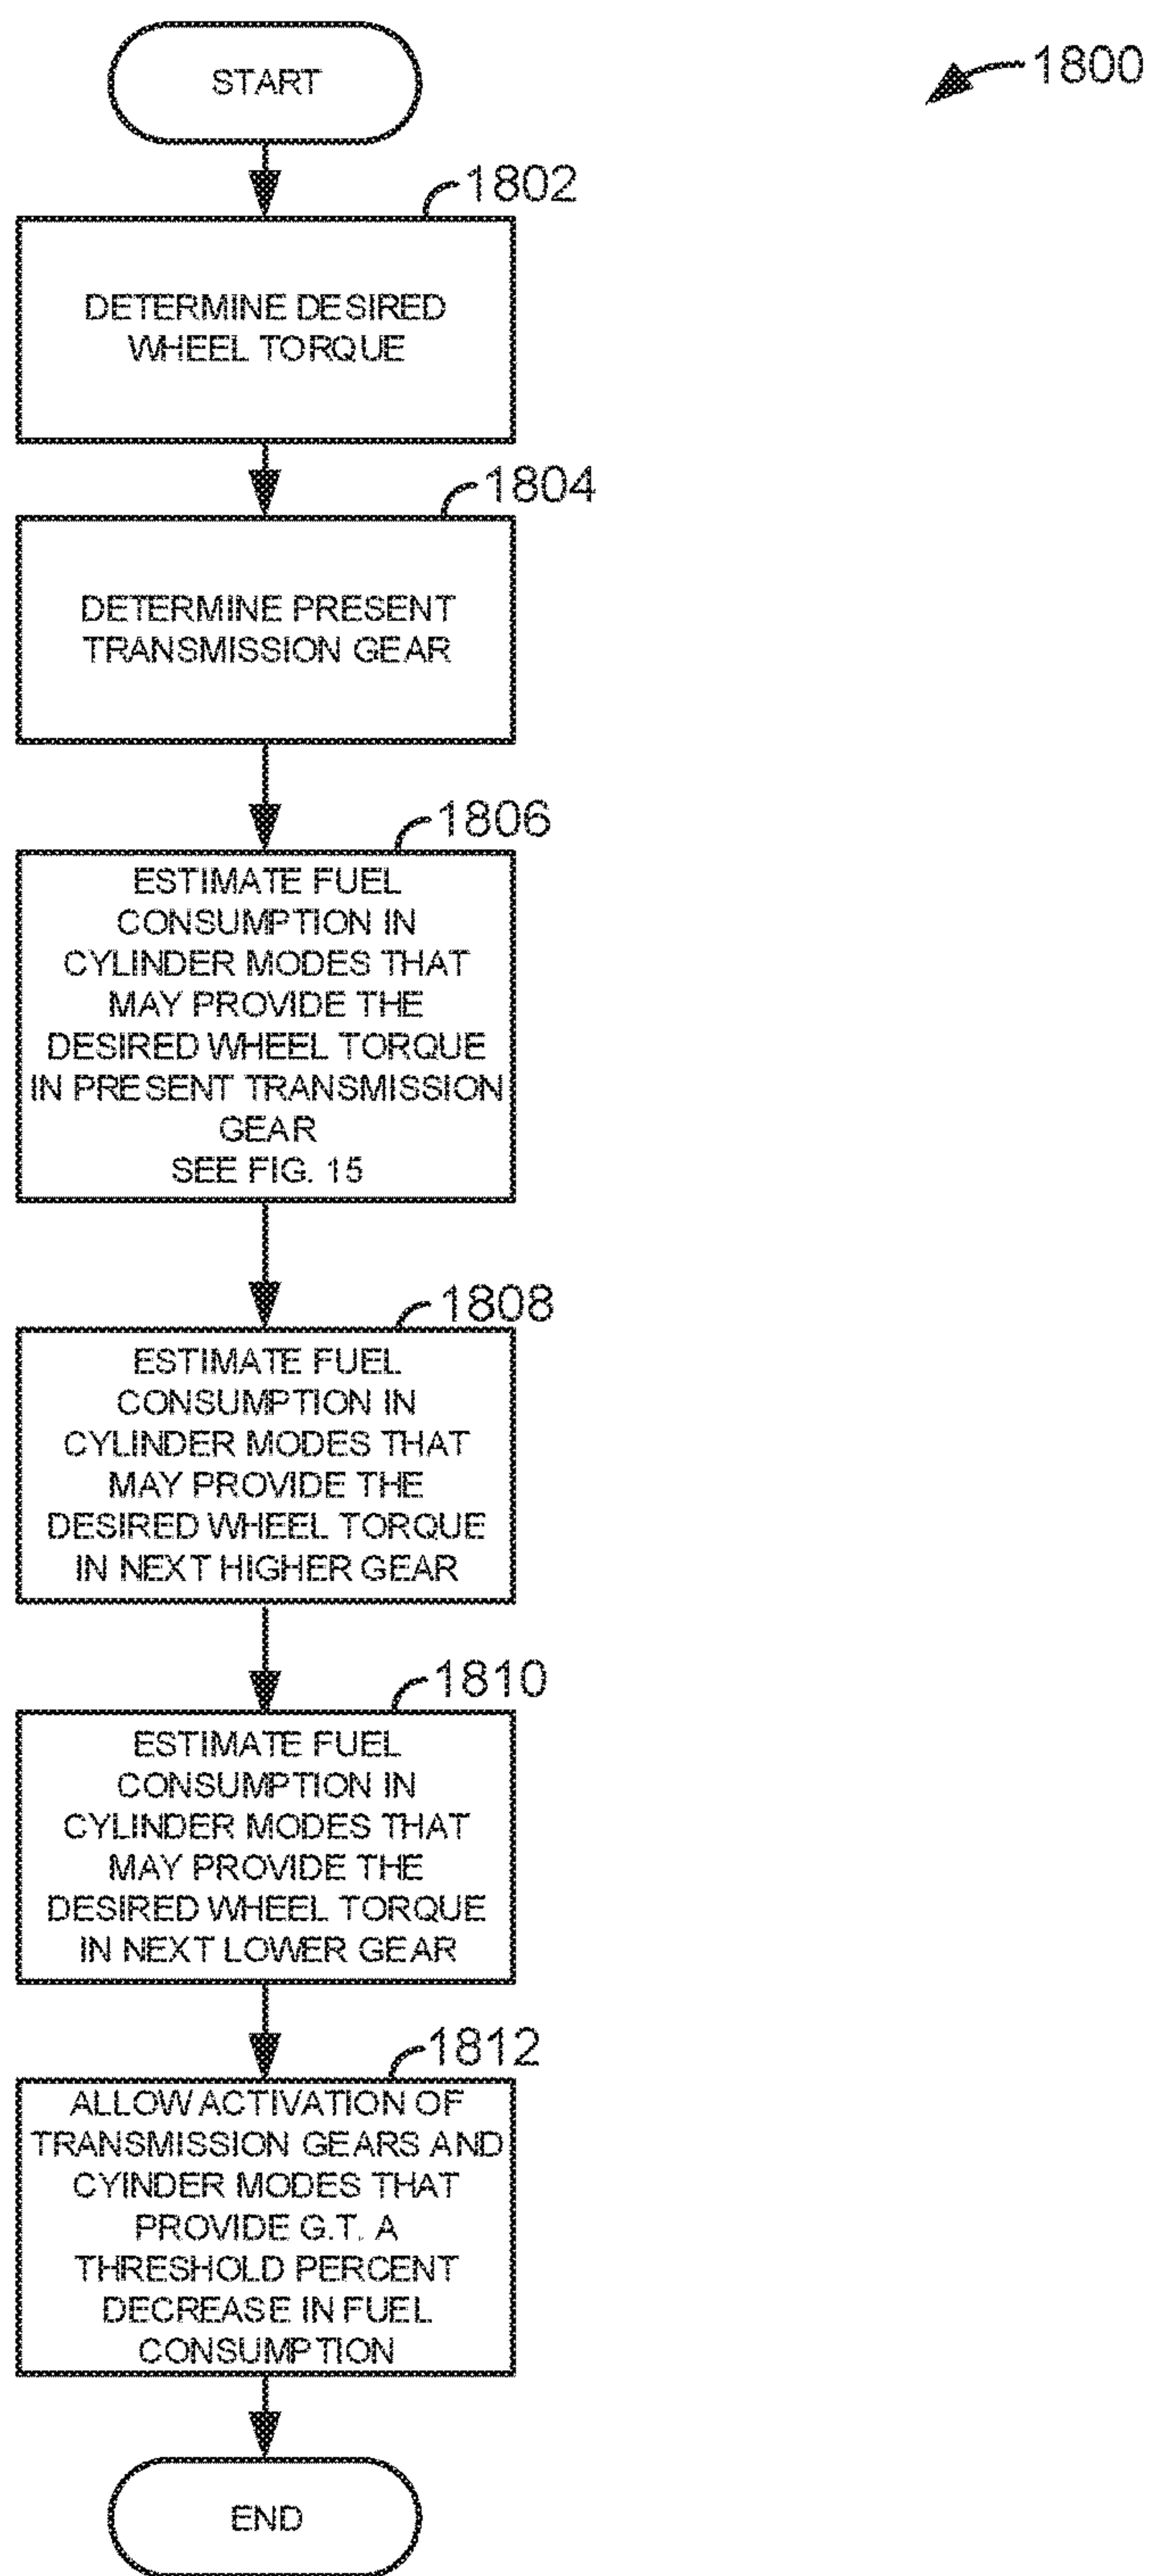 START
1800
1802
DETERMINE DESIRED
WHEEL TORQUE
1804
DETERMINE PRESENT
TRANSMISSION GEAR
1806
ESTIMATE FUEL
CONSUMPTION IN
CYLINDER MODES THAT
MAY PROVIDE THE
DESIRED WHEEL TORQUE
IN PRESENT TRANSMISSION
GEAR
SEE FIG. 15
1808
ESTIMATE FUEL
CONSUMPTION IN
CYLINDER MODES THAT
MAY PROVIDE THE
DESIRED WHEEL TORQUE
IN NEXT HIGHER GEAR
1810
ESTIMATE FUEL
CONSUMPTION IN
CYLINDER MODES THAT
MAY PROVIDE THE
DESIRED WHEEL TORQUE
IN NEXT LOWER GEAR
1812
ALLOW ACTIVATION OF
TRANSMISSION GEARS AND
CYINDER MODES THAT
PROVIDE G.T. A
THRESHOLD PERCENT
DECREASE IN FUEL
CONSUMPTION
END